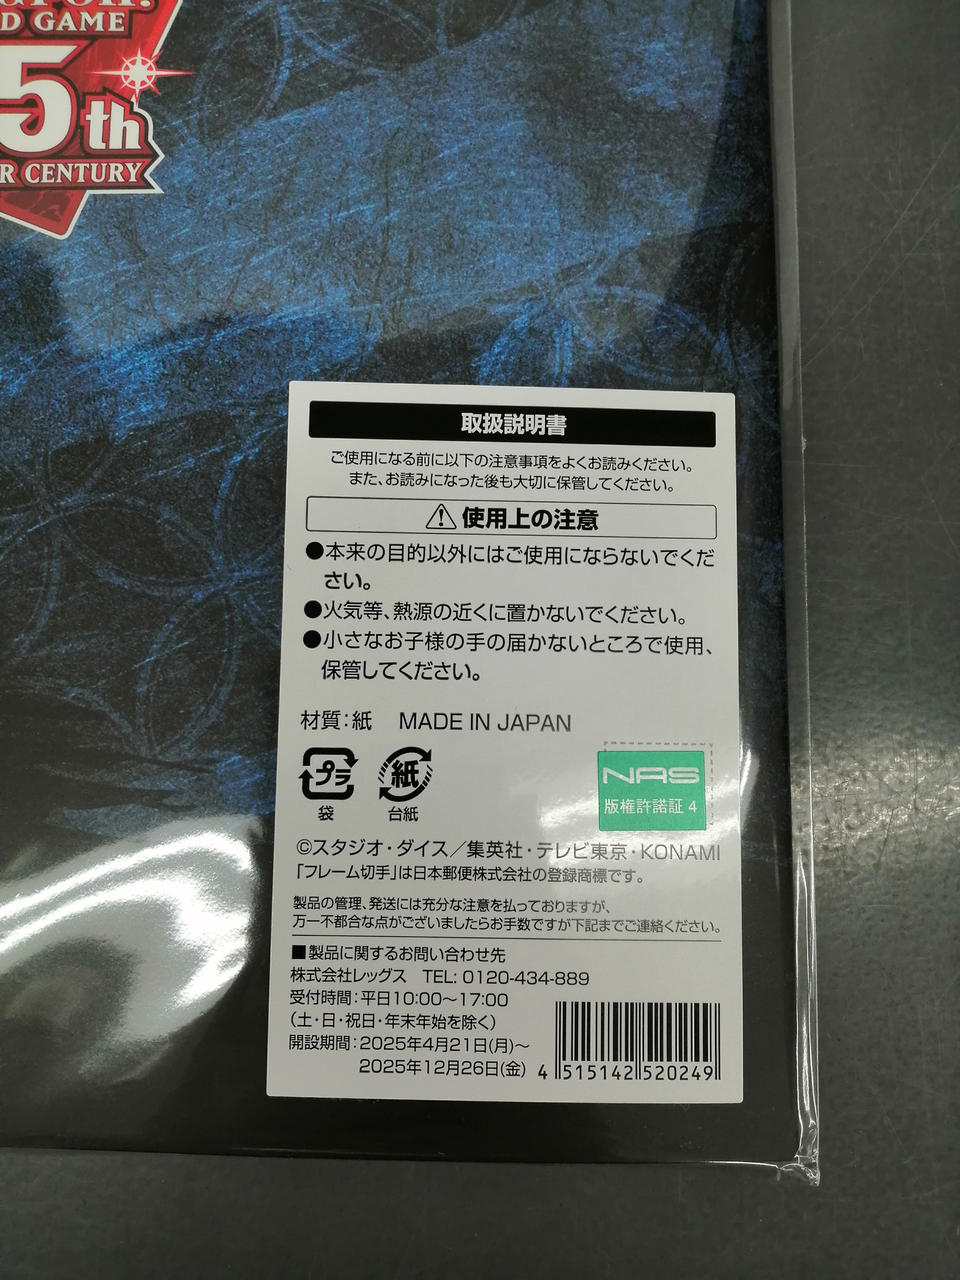 D GAME
5th
R CENTURY
取扱説明書
ご使用になる前に以下の注意事項をよくお読みください。
また、お読みになった後も大切に保管してください。
使用上の注意
●本来の目的以外にはご使用にならないでくだ
さい。
●火気等、熱源の近くに置かないでください。
●小さなお子様の手の届かないところで使用、
保管してください。
材質：紙 MADE IN JAPAN
プラ 紙
袋 台紙
NAS
版権許諾証 4
©スタジオ・ダイス／集英社・テレビ東京・KONAMI
「フレーム切手」は日本郵便株式会社の登録商標です。
製品の管理、発送には充分な注意を払っておりますが、
万一不都合な点がございましたらお手数ですが下記までご連絡ください。
■製品に関するお問い合わせ先
株式会社レッグス TEL: 0120-434-889
受付時間：平日10:00～17:00
（土・日・祝日・年末年始を除く）
開設期間：2025年4月21日(月)～
2025年12月26日(金)
4 515142 520249